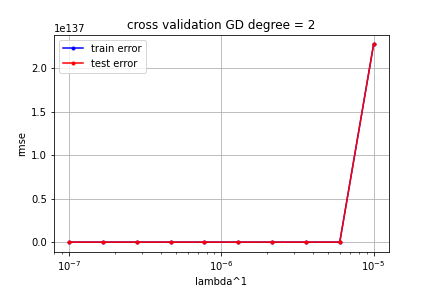 cross validation GD degree = 2
1e137
train error
test error
2.0
1.5
1.0
0.5
0.0
rmse
10⁻⁷ 10⁻⁶ 10⁻⁵
lambda^1